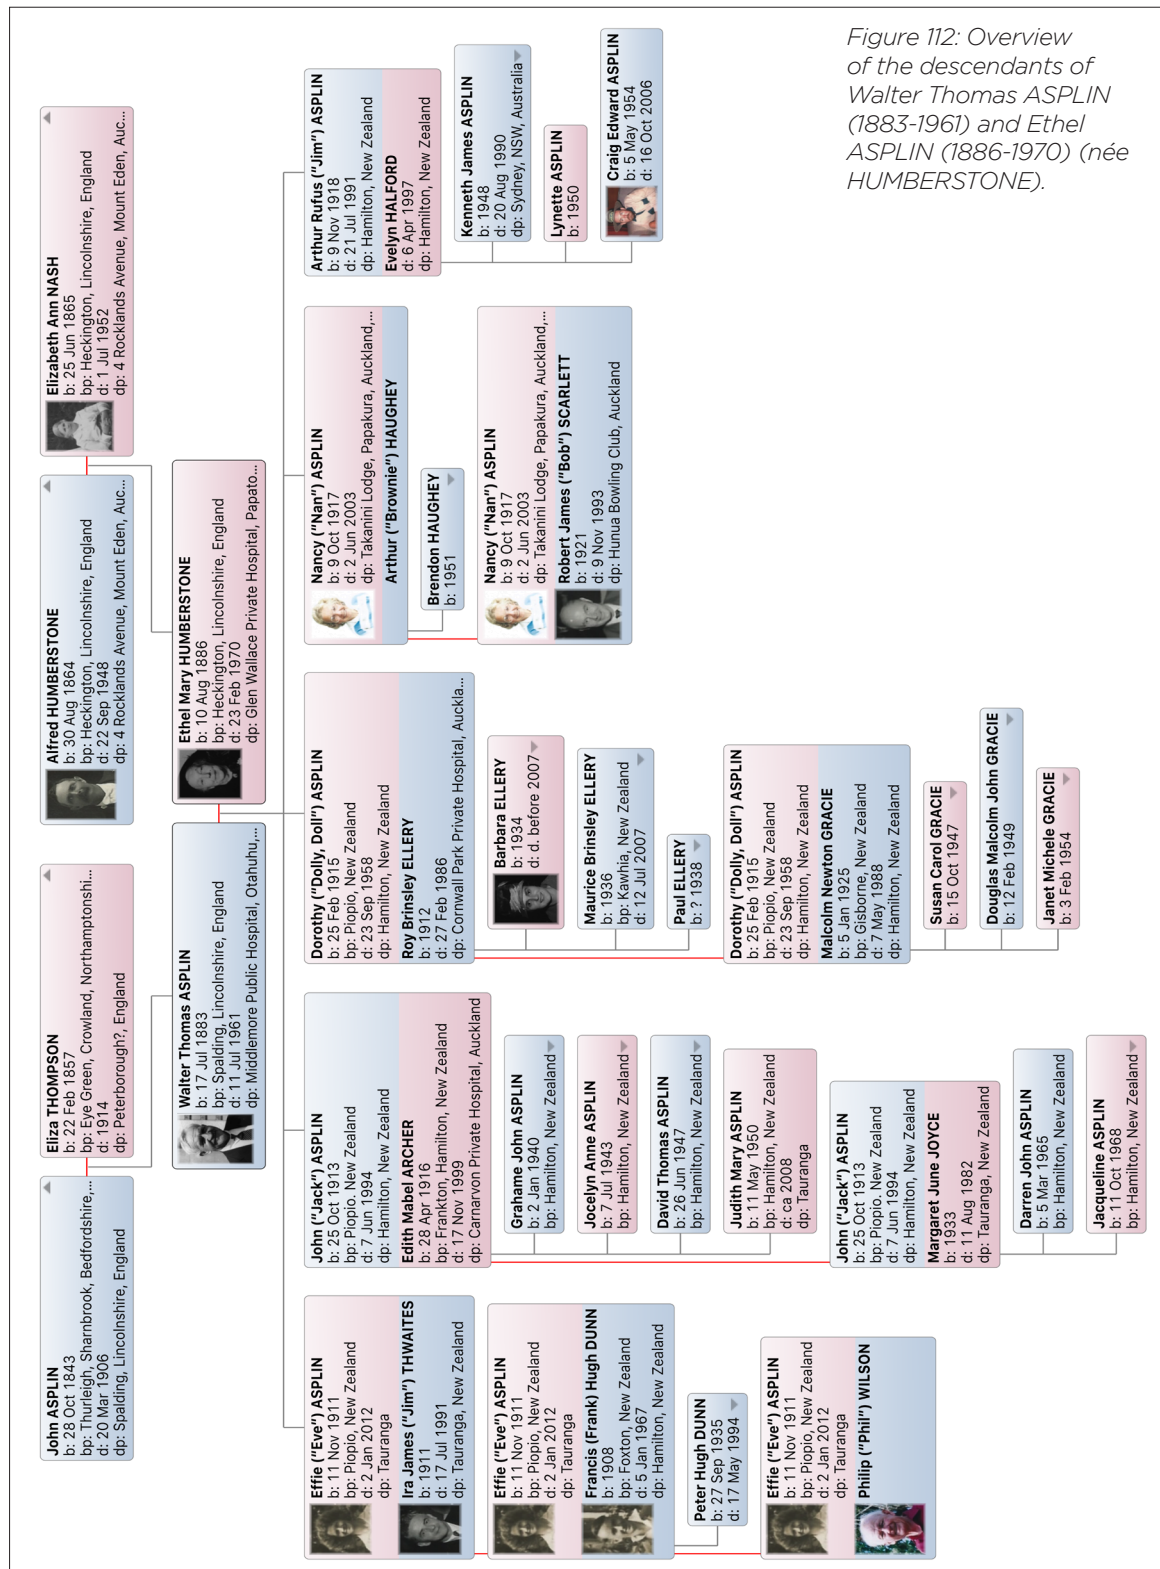 Figure 112: Overview
of the descendants of
Walter Thomas ASPLIN
(1883-1961) and Ethel
ASPLIN (1886-1970) (née
HUMBERSTONE).
John ASPLIN
b: 28 Oct 1843
bp: Thurleigh, Sharnbrook, Bedfordshire,...
d: 20 Mar 1906
dp: Spalding, Lincolnshire, England
Eliza THOMPSON
b: 22 Feb 1857
bp: Eye Green, Crowland, Northamptonshi...
d: 1914
dp: Peterborough?, England
Alfred HUMBERSTONE
b: 30 Aug 1864
bp: Heckington, Lincolnshire, England
d: 22 Sep 1948
dp: 4 Rocklands Avenue, Mount Eden, Auc...
Elizabeth Ann NASH
b: 25 Jun 1865
bp: Heckington, Lincolnshire, England
d: 1 Jul 1952
dp: 4 Rocklands Avenue, Mount Eden, Auc...
Walter Thomas ASPLIN
b: 17 Jul 1883
bp: Spalding, Lincolnshire, England
d: 11 Jul 1961
dp: Middlemore Public Hospital, Otahuhu,...
Ethel Mary HUMBERSTONE
b: 10 Aug 1886
bp: Heckington, Lincolnshire, England
d: 23 Feb 1970
dp: Glen Wallace Private Hospital, Papato...
Effie ("Eve") ASPLIN
b: 11 Nov 1911
bp: Piopio, New Zealand
d: 2 Jan 2012
dp: Tauranga
Ira James ("Jim") THWAITES
b: 1911
d: 17 Jul 1991
dp: Tauranga, New Zealand
Effie ("Eve") ASPLIN
b: 11 Nov 1911
bp: Piopio, New Zealand
d: 2 Jan 2012
dp: Tauranga
Francis (Frank) Hugh DUNN
b: 1908
bp: Foxton, New Zealand
d: 5 Jan 1967
dp: Hamilton, New Zealand
Peter Hugh DUNN
b: 27 Sep 1935
d: 17 May 1994
Effie ("Eve") ASPLIN
b: 11 Nov 1911
bp: Piopio, New Zealand
d: 2 Jan 2012
dp: Tauranga
Philip ("Phil") WILSON
John ("Jack") ASPLIN
b: 25 Oct 1913
bp: Piopio. New Zealand
d: 7 Jun 1994
dp: Hamilton, New Zealand
Edith Mabel ARCHER
b: 28 Apr 1916
bp: Frankton, Hamilton, New Zealand
d: 17 Nov 1999
dp: Carnarvon Private Hospital, Auckland
Grahame John ASPLIN
b: 2 Jan 1940
bp: Hamilton, New Zealand
Jocelyn Anne ASPLIN
b: 7 Jul 1943
bp: Hamilton, New Zealand
David Thomas ASPLIN
b: 26 Jun 1947
bp: Hamilton, New Zealand
Judith Mary ASPLIN
b: 11 May 1950
bp: Hamilton, New Zealand
d: ca 2008
dp: Tauranga
John ("Jack") ASPLIN
b: 25 Oct 1913
bp: Piopio. New Zealand
d: 7 Jun 1994
dp: Hamilton, New Zealand
Margaret June JOYCE
b: 1933
d: 11 Aug 1982
dp: Tauranga, New Zealand
Darren John ASPLIN
b: 5 Mar 1965
bp: Hamilton, New Zealand
Jacqueline ASPLIN
b: 11 Oct 1968
bp: Hamilton, New Zealand
Dorothy ("Dolly, Doll") ASPLIN
b: 25 Feb 1915
bp: Piopio, New Zealand
d: 23 Sep 1958
dp: Hamilton, New Zealand
Roy Brinsley ELLERY
b: 1912
d: 27 Feb 1986
dp: Cornwall Park Private Hospital, Auckla...
Barbara ELLERY
b: 1934
d: d. before 2007
Maurice Brinsley ELLERY
b: 1936
bp: Kawhia, New Zealand
d: 12 Jul 2007
Paul ELLERY
b: ? 1938
Dorothy ("Dolly, Doll") ASPLIN
b: 25 Feb 1915
bp: Piopio, New Zealand
d: 23 Sep 1958
dp: Hamilton, New Zealand
Malcolm Newton GRACIE
b: 5 Jan 1925
bp: Gisborne, New Zealand
d: 7 May 1988
dp: Hamilton, New Zealand
Susan Carol GRACIE
b: 15 Oct 1947
Douglas Malcolm John GRACIE
b: 12 Feb 1949
Janet Michele GRACIE
b: 3 Feb 1954
Nancy ("Nan") ASPLIN
b: 9 Oct 1917
d: 2 Jun 2003
dp: Takanini Lodge, Papakura, Auckland,...
Arthur ("Brownie") HAUGHEY
Brendon HAUGHEY
b: 1951
Nancy ("Nan") ASPLIN
b: 9 Oct 1917
d: 2 Jun 2003
dp: Takanini Lodge, Papakura, Auckland,...
Robert James ("Bob") SCARLETT
b: 1921
d: 9 Nov 1993
dp: Hunua Bowling Club, Auckland
Arthur Rufus ("Jim") ASPLIN
b: 9 Nov 1918
d: 21 Jul 1991
dp: Hamilton, New Zealand
Evelyn HALFORD
d: 6 Apr 1997
dp: Hamilton, New Zealand
Kenneth James ASPLIN
b: 1948
d: 20 Aug 1990
dp: Sydney, NSW, Australia
Lynette ASPLIN
b: 1950
Craig Edward ASPLIN
b: 5 May 1954
d: 16 Oct 2006